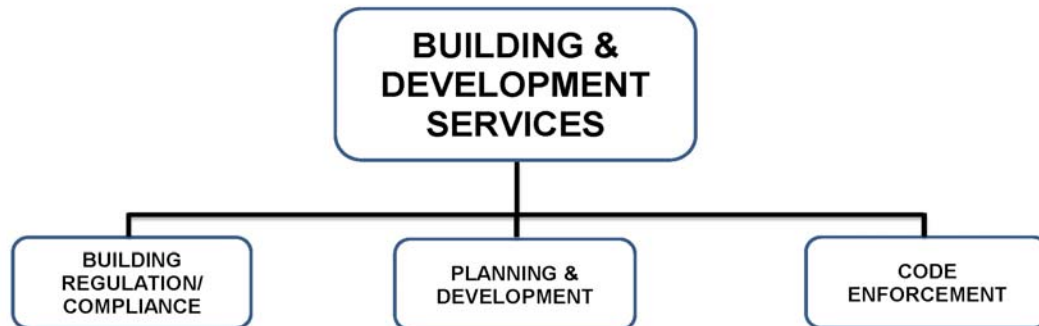 BUILDING &
DEVELOPMENT
SERVICES
BUILDING
REGULATION/
COMPLIANCE
PLANNING &
DEVELOPMENT
CODE
ENFORCEMENT